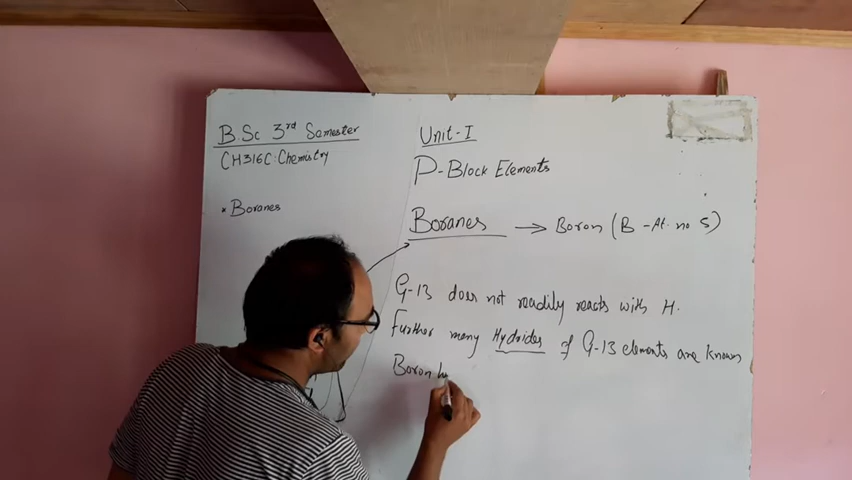 B.Sc 3rd Semester
CH316C: Chemistry
* Boranes
Unit-I
P-Block Elements
Boranes → Boron (B - At. no 5)
G-13 does not readily reacts with H.
Further many Hydrides of G-13 elements are known
Boron